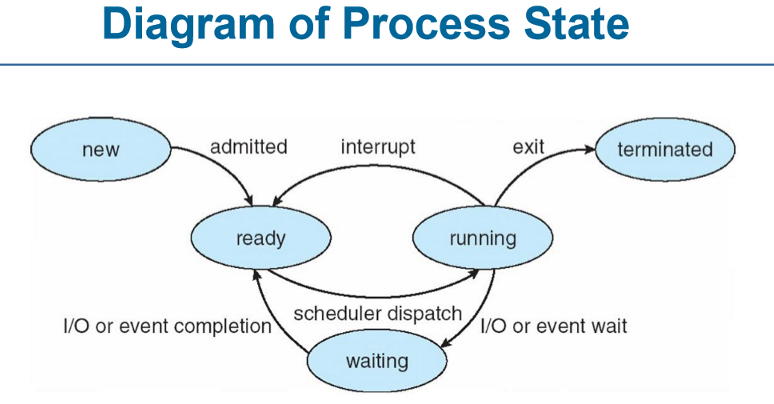 Diagram of Process State
new
admitted
interrupt
exit
terminated
ready
running
scheduler dispatch
I/O or event completion
I/O or event wait
waiting